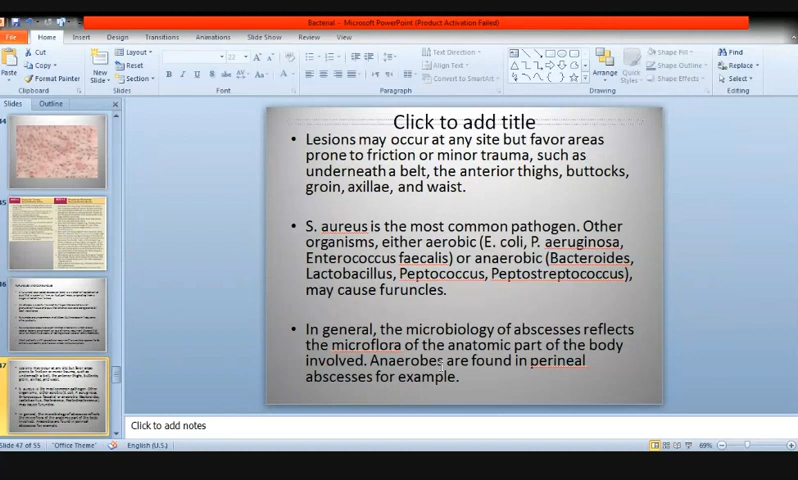 Bacterial - Microsoft PowerPoint (Product Activation Failed)
File Home Insert Design Transitions Animations Slide Show Review View
Cut
Copy
Format Painter
Paste
Clipboard
New Slide
Layout
Reset
Section
Slides
22
Font
Paragraph
Text Direction
Align Text
Convert to SmartArt
Arrange
Quick Styles
Shape Fill
Shape Outline
Shape Effects
Drawing
Find
Replace
Select
Editing
Slides Outline
45
46
47
Click to add title
• Lesions may occur at any site but favor areas
prone to friction or minor trauma, such as
underneath a belt, the anterior thighs, buttocks,
groin, axillae, and waist.
• S. aureus is the most common pathogen. Other
organisms, either aerobic (E. coli, P. aeruginosa,
Enterococcus faecalis) or anaerobic (Bacteroides,
Lactobacillus, Peptococcus, Peptostreptococcus),
may cause furuncles.
• In general, the microbiology of abscesses reflects
the microflora of the anatomic part of the body
involved. Anaerobes are found in perineal
abscesses for example.
Click to add notes
Slide 47 of 55 "Office Theme" English (U.S.) 69%